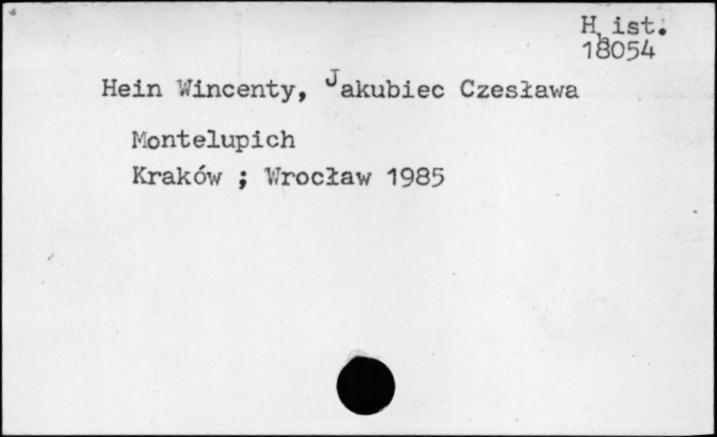 Hist.
18054
Hein Wincenty, Jakubiec Czesława
Montelupich
Kraków ; Wrocław 1985